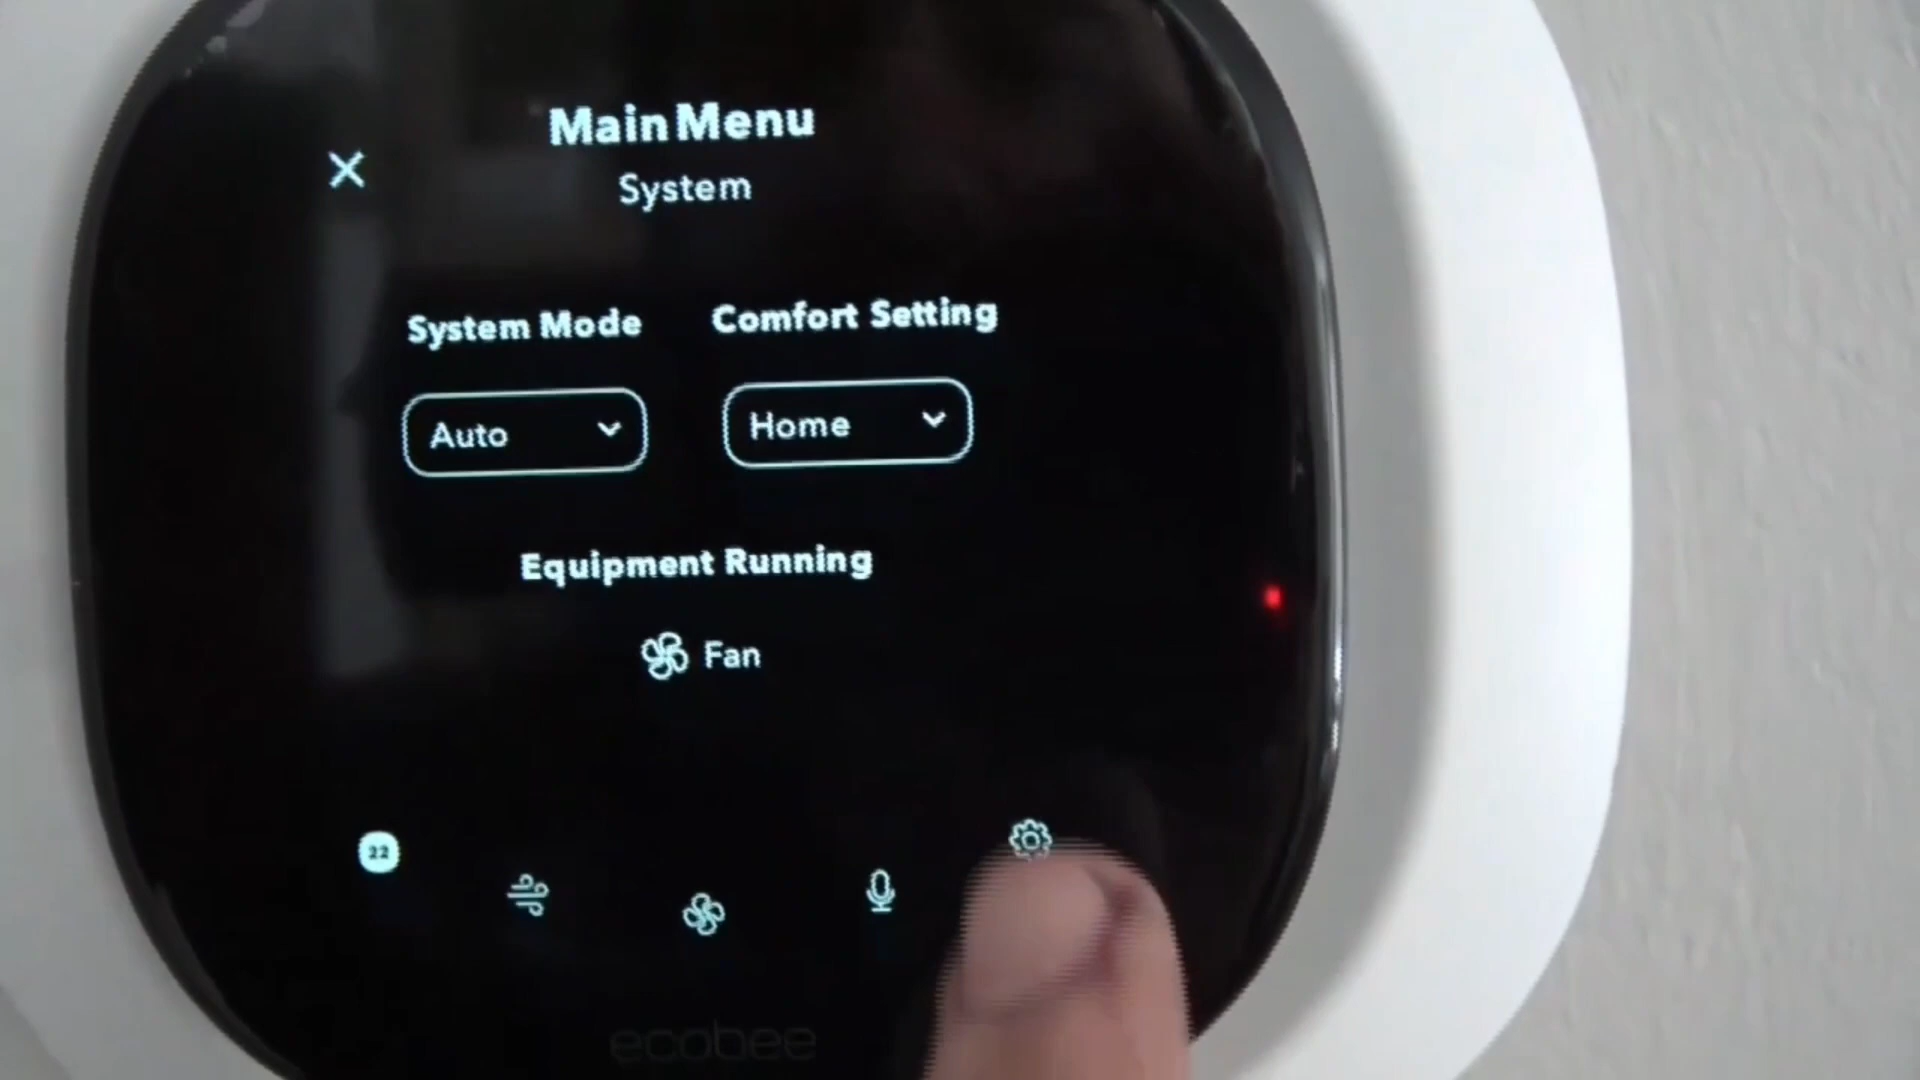 Main Menu
System
System Mode
Comfort Setting
Auto
Home
Equipment Running
Fan
22
ecobee